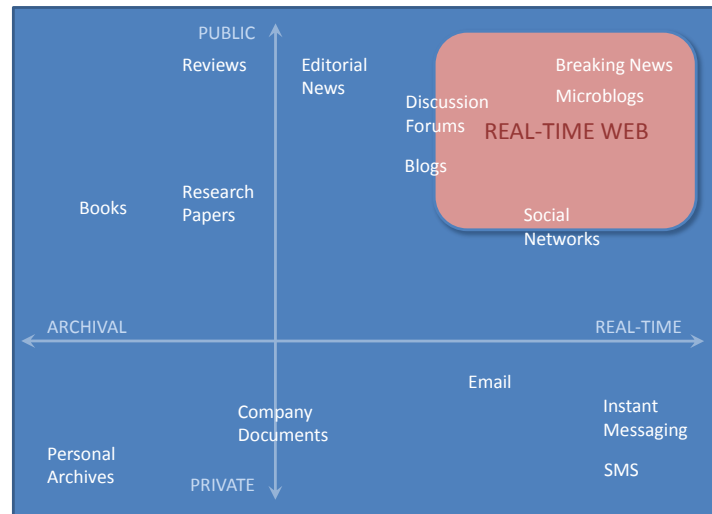 PUBLIC
Reviews
Editorial
News
Breaking News
Microblogs
Discussion
Forums
REAL-TIME WEB
Blogs
Books
Research
Papers
Social
Networks
ARCHIVAL
REAL-TIME
Email
Company
Documents
Instant
Messaging
Personal
Archives
SMS
PRIVATE